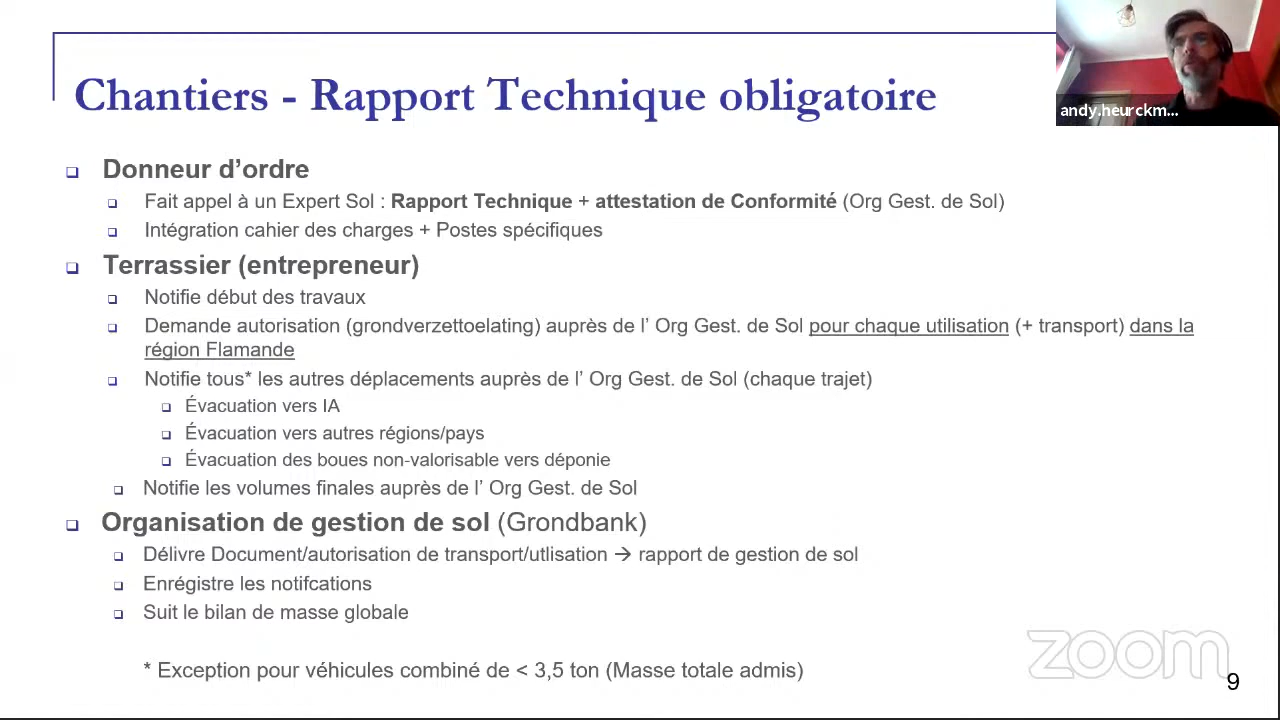 Chantiers - Rapport Technique obligatoire
andy.heurckm...
Donneur d’ordre
Fait appel à un Expert Sol : Rapport Technique + attestation de Conformité (Org Gest. de Sol)
Intégration cahier des charges + Postes spécifiques
Terrassier (entrepreneur)
Notifie début des travaux
Demande autorisation (grondverzettoelating) auprès de l’ Org Gest. de Sol pour chaque utilisation (+ transport) dans la
région Flamande
Notifie tous* les autres déplacements auprès de l’ Org Gest. de Sol (chaque trajet)
Évacuation vers IA
Évacuation vers autres régions/pays
Évacuation des boues non-valorisable vers déponie
Notifie les volumes finales auprès de l’ Org Gest. de Sol
Organisation de gestion de sol (Grondbank)
Délivre Document/autorisation de transport/utlisation → rapport de gestion de sol
Enrégistre les notifcations
Suit le bilan de masse globale
* Exception pour véhicules combiné de < 3,5 ton (Masse totale admis)
zoom
9